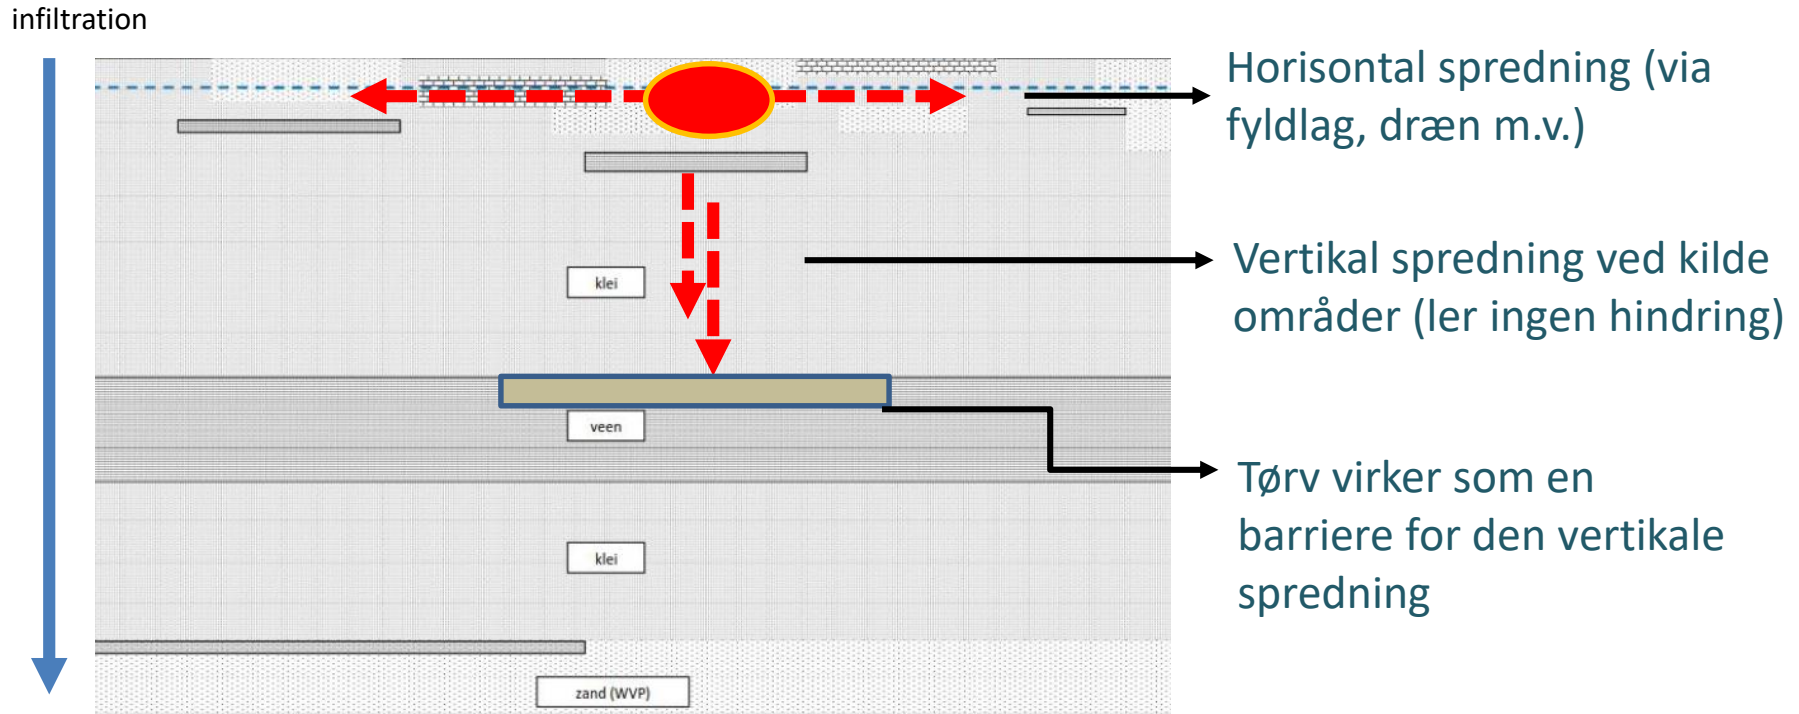 infiltration
Horisontal spredning (via
fyldlag, dræn m.v.)
Vertikal spredning ved kilde
områder (ler ingen hindring)
klei
veen
Tørv virker som en
barriere for den vertikale
spredning
klei
zand (WVP)